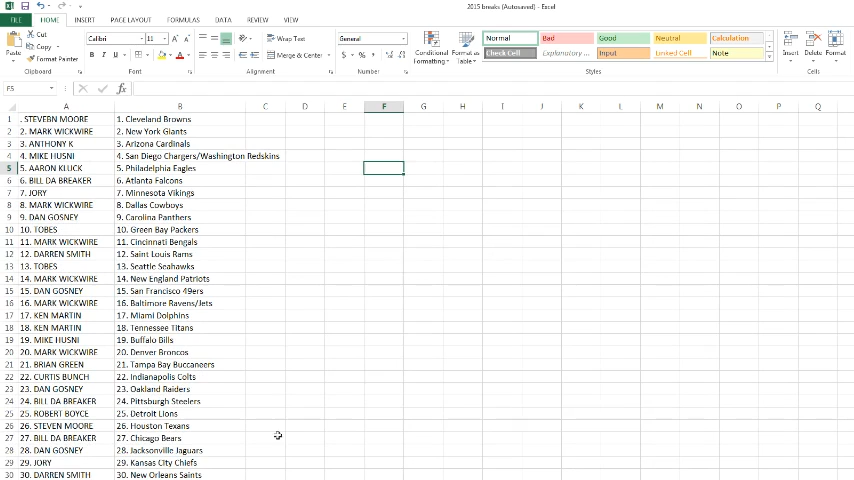 2015 breaks (Autosaved) - Excel
FILE HOME INSERT PAGE LAYOUT FORMULAS DATA REVIEW VIEW
Cut
Copy
Format Painter
Paste
Calibri 11 A A
B I U
Wrap Text
Merge & Center
General
$ % ,
Conditional Formatting
Format as Table
Normal Bad Good Neutral Calculation
Check Cell Explanatory ... Input Linked Cell Note
Insert Delete Format
Clipboard Font Alignment Number Styles Cells
F5 fx
A B C D E F G H I J K L M N O P Q
1 . STEVEBN MOORE 1. Cleveland Browns
2 2. MARK WICKWIRE 2. New York Giants
3 3. ANTHONY K 3. Arizona Cardinals
4 4. MIKE HUSNI 4. San Diego Chargers/Washington Redskins
5 5. AARON KLUCK 5. Philadelphia Eagles
6 6. BILL DA BREAKER 6. Atlanta Falcons
7 7. JORY 7. Minnesota Vikings
8 8. MARK WICKWIRE 8. Dallas Cowboys
9 9. DAN GOSNEY 9. Carolina Panthers
10 10. TOBES 10. Green Bay Packers
11 11. MARK WICKWIRE 11. Cincinnati Bengals
12 12. DARREN SMITH 12. Saint Louis Rams
13 13. TOBES 13. Seattle Seahawks
14 14. MARK WICKWIRE 14. New England Patriots
15 15. DAN GOSNEY 15. San Francisco 49ers
16 16. MARK WICKWIRE 16. Baltimore Ravens/Jets
17 17. KEN MARTIN 17. Miami Dolphins
18 18. KEN MARTIN 18. Tennessee Titans
19 19. MIKE HUSNI 19. Buffalo Bills
20 20. MARK WICKWIRE 20. Denver Broncos
21 21. BRIAN GREEN 21. Tampa Bay Buccaneers
22 22. CURTIS BUNCH 22. Indianapolis Colts
23 23. DAN GOSNEY 23. Oakland Raiders
24 24. BILL DA BREAKER 24. Pittsburgh Steelers
25 25. ROBERT BOYCE 25. Detroit Lions
26 26. STEVEN MOORE 26. Houston Texans
27 27. BILL DA BREAKER 27. Chicago Bears
28 28. DAN GOSNEY 28. Jacksonville Jaguars
29 29. JORY 29. Kansas City Chiefs
30 30. DARREN SMITH 30. New Orleans Saints